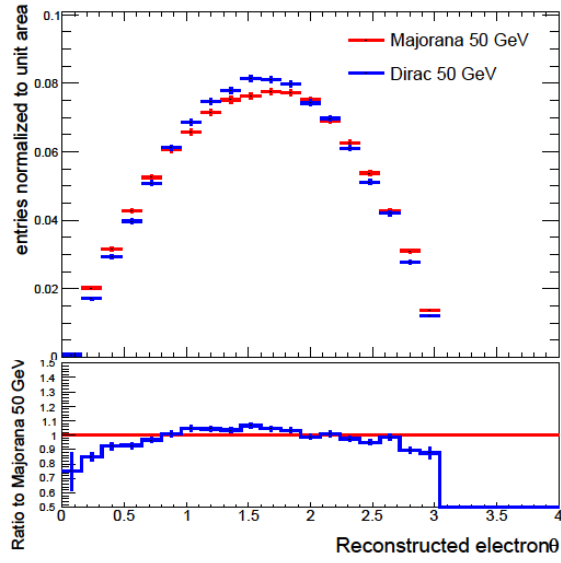 entries normalized to unit area
0.1
0.08
0.06
0.04
0.02
0
Majorana 50 GeV
Dirac 50 GeV
Ratio to Majorana 50 GeV
1.5
1.4
1.3
1.2
1.1
1
0.9
0.8
0.7
0.6
0.5
0 0.5 1 1.5 2 2.5 3 3.5 4
Reconstructed electronθ